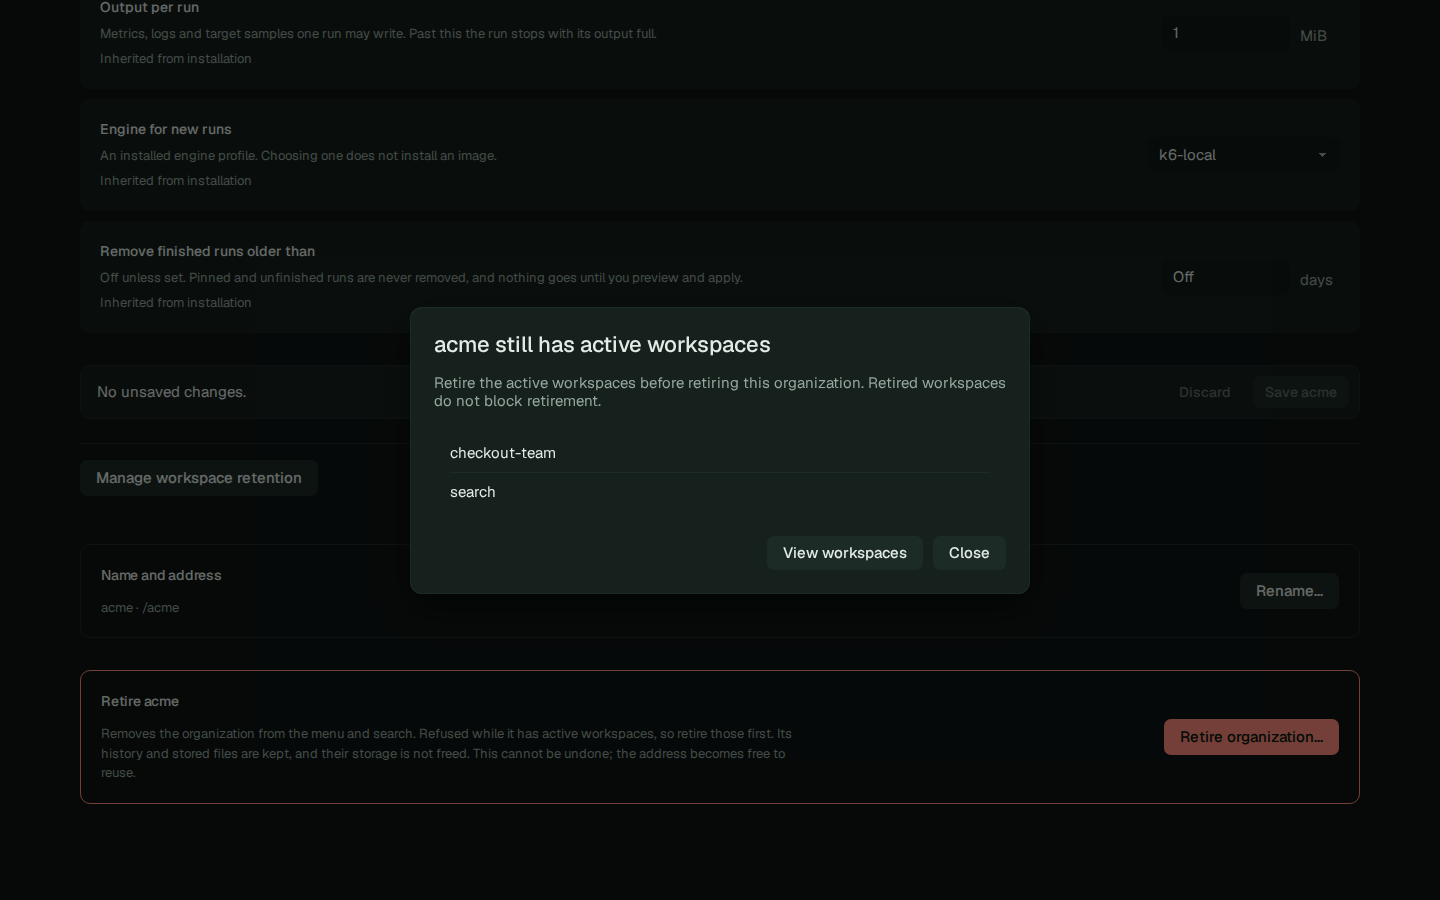 Output per run
Metrics, logs and target samples one run may write. Past this the run stops with its output full.
Inherited from installation
1
MiB
Engine for new runs
An installed engine profile. Choosing one does not install an image.
Inherited from installation
k6-local
Remove finished runs older than
Off unless set. Pinned and unfinished runs are never removed, and nothing goes until you preview and apply.
Inherited from installation
Off
days
acme still has active workspaces
Retire the active workspaces before retiring this organization. Retired workspaces
do not block retirement.
checkout-team
search
View workspaces
Close
No unsaved changes.
Discard
Save acme
Manage workspace retention
Name and address
acme · /acme
Rename…
Retire acme
Removes the organization from the menu and search. Refused while it has active workspaces, so retire those first. Its
history and stored files are kept, and their storage is not freed. This cannot be undone; the address becomes free to
reuse.
Retire organization…